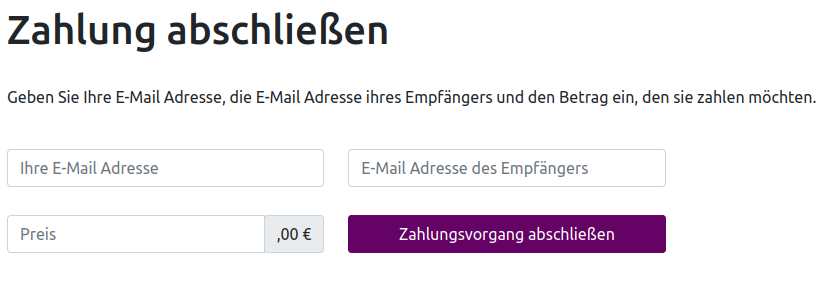 Zahlung abschließen
Geben Sie Ihre E-Mail Adresse, die E-Mail Adresse ihres Empfängers und den Betrag ein, den sie zahlen möchten.
Ihre E-Mail Adresse
E-Mail Adresse des Empfängers
Preis
,00 €
Zahlungsvorgang abschließen